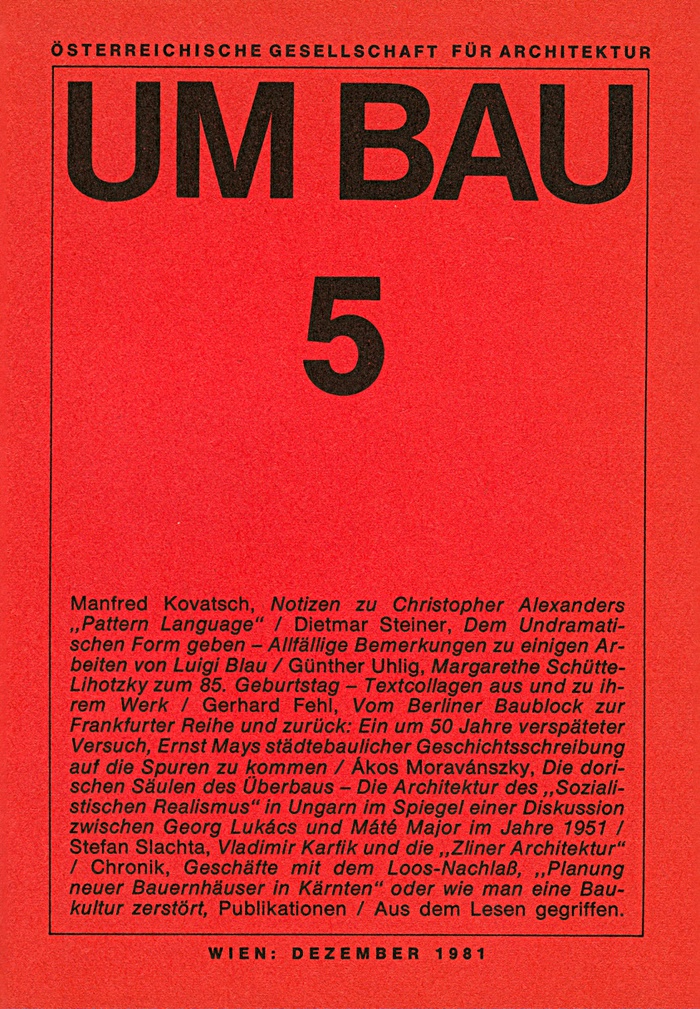 ÖSTERREICHISCHE GESELLSCHAFT FÜR ARCHITEKTUR
UM BAU
5
Manfred Kovatsch, Notizen zu Christopher Alexanders
„Pattern Language“ / Dietmar Steiner, Dem Undramati-
schen Form geben – Allfällige Bemerkungen zu einigen Ar-
beiten von Luigi Blau / Günther Uhlig, Margarethe Schütte-
Lihotzky zum 85. Geburtstag – Textcollagen aus und zu ih-
rem Werk / Gerhard Fehl, Vom Berliner Baublock zur
Frankfurter Reihe und zurück: Ein um 50 Jahre verspäteter
Versuch, Ernst Mays städtebaulicher Geschichtsschreibung
auf die Spuren zu kommen / Ákos Moravánszky, Die dori-
schen Säulen des Überbaus – Die Architektur des „Soziali-
stischen Realismus“ in Ungarn im Spiegel einer Diskussion
zwischen Georg Lukács und Máté Major im Jahre 1951 /
Stefan Slachta, Vladimir Karfik und die „Zliner Architektur“
/ Chronik, Geschäfte mit dem Loos-Nachlaß, „Planung
neuer Bauernhäuser in Kärnten“ oder wie man eine Bau-
kultur zerstört, Publikationen / Aus dem Lesen gegriffen.
WIEN: DEZEMBER 1981